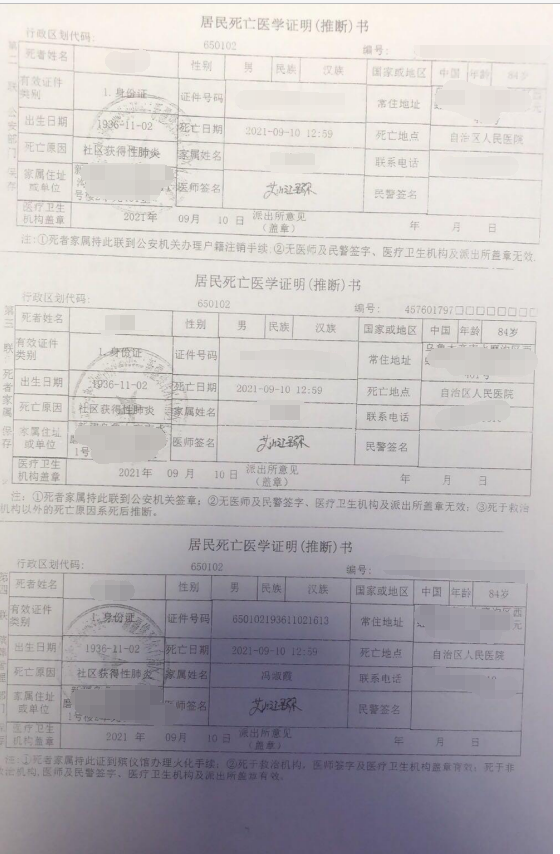 居民死亡医学证明(推断)书
行政区划代码: 650102 编号:
第二联 公安部门
死者姓名 性别 男 民族 汉族 国家或地区 中国 年龄 84岁
有效证件类别 1.身份证 证件号码 常住地址
出生日期 1936-11-02 死亡日期 2021-09-10 12:59 死亡地点 自治区人民医院
死亡原因 社区获得性肺炎 家属姓名 联系电话
家属住址或单位 医师签名 民警签名
医疗卫生机构盖章 2021年 09月 10日 派出所意见(盖章) 年 月 日
注:①死者家属持此联到公安机关办理户籍注销手续;②无医师及民警签字、医疗卫生机构及派出所盖章无效.
居民死亡医学证明(推断)书
行政区划代码: 650102 编号: 457601797□□□□□□□□
第三联 死者家属保存
死者姓名 性别 男 民族 汉族 国家或地区 中国 年龄 84岁
有效证件类别 1.身份证 证件号码 常住地址
出生日期 1936-11-02 死亡日期 2021-09-10 12:59 死亡地点 自治区人民医院
死亡原因 社区获得性肺炎 家属姓名 联系电话
家属住址或单位 1号 医师签名 民警签名
医疗卫生机构盖章 2021年 09月 10日 派出所意见(盖章) 年 月 日
注:①死者家属持此联到公安机关签章;②无医师及民警签字、医疗卫生机构及派出所盖章无效;③死于救治
机构以外的死亡原因系死后推断.
居民死亡医学证明(推断)书
行政区划代码: 650102 编号:
死者姓名 性别 男 民族 汉族 国家或地区 中国 年龄 84岁
有效证件类别 1.身份证 证件号码 650102193611021613 常住地址
出生日期 1936-11-02 死亡日期 2021-09-10 12:59 死亡地点 自治区人民医院
死亡原因 社区获得性肺炎 家属姓名 冯淑霞 联系电话
家属住址或单位 医师签名 民警签名
医疗卫生机构盖章 2021年 09月 10日 派出所意见(盖章) 年 月 日
注:①死者家属持此证到殡仪馆办理火化手续;②死于救治机构,医师签字及医疗卫生机构盖章有效;死于非
救治机构,医师及民警签字、医疗卫生机构及派出所盖章有效.